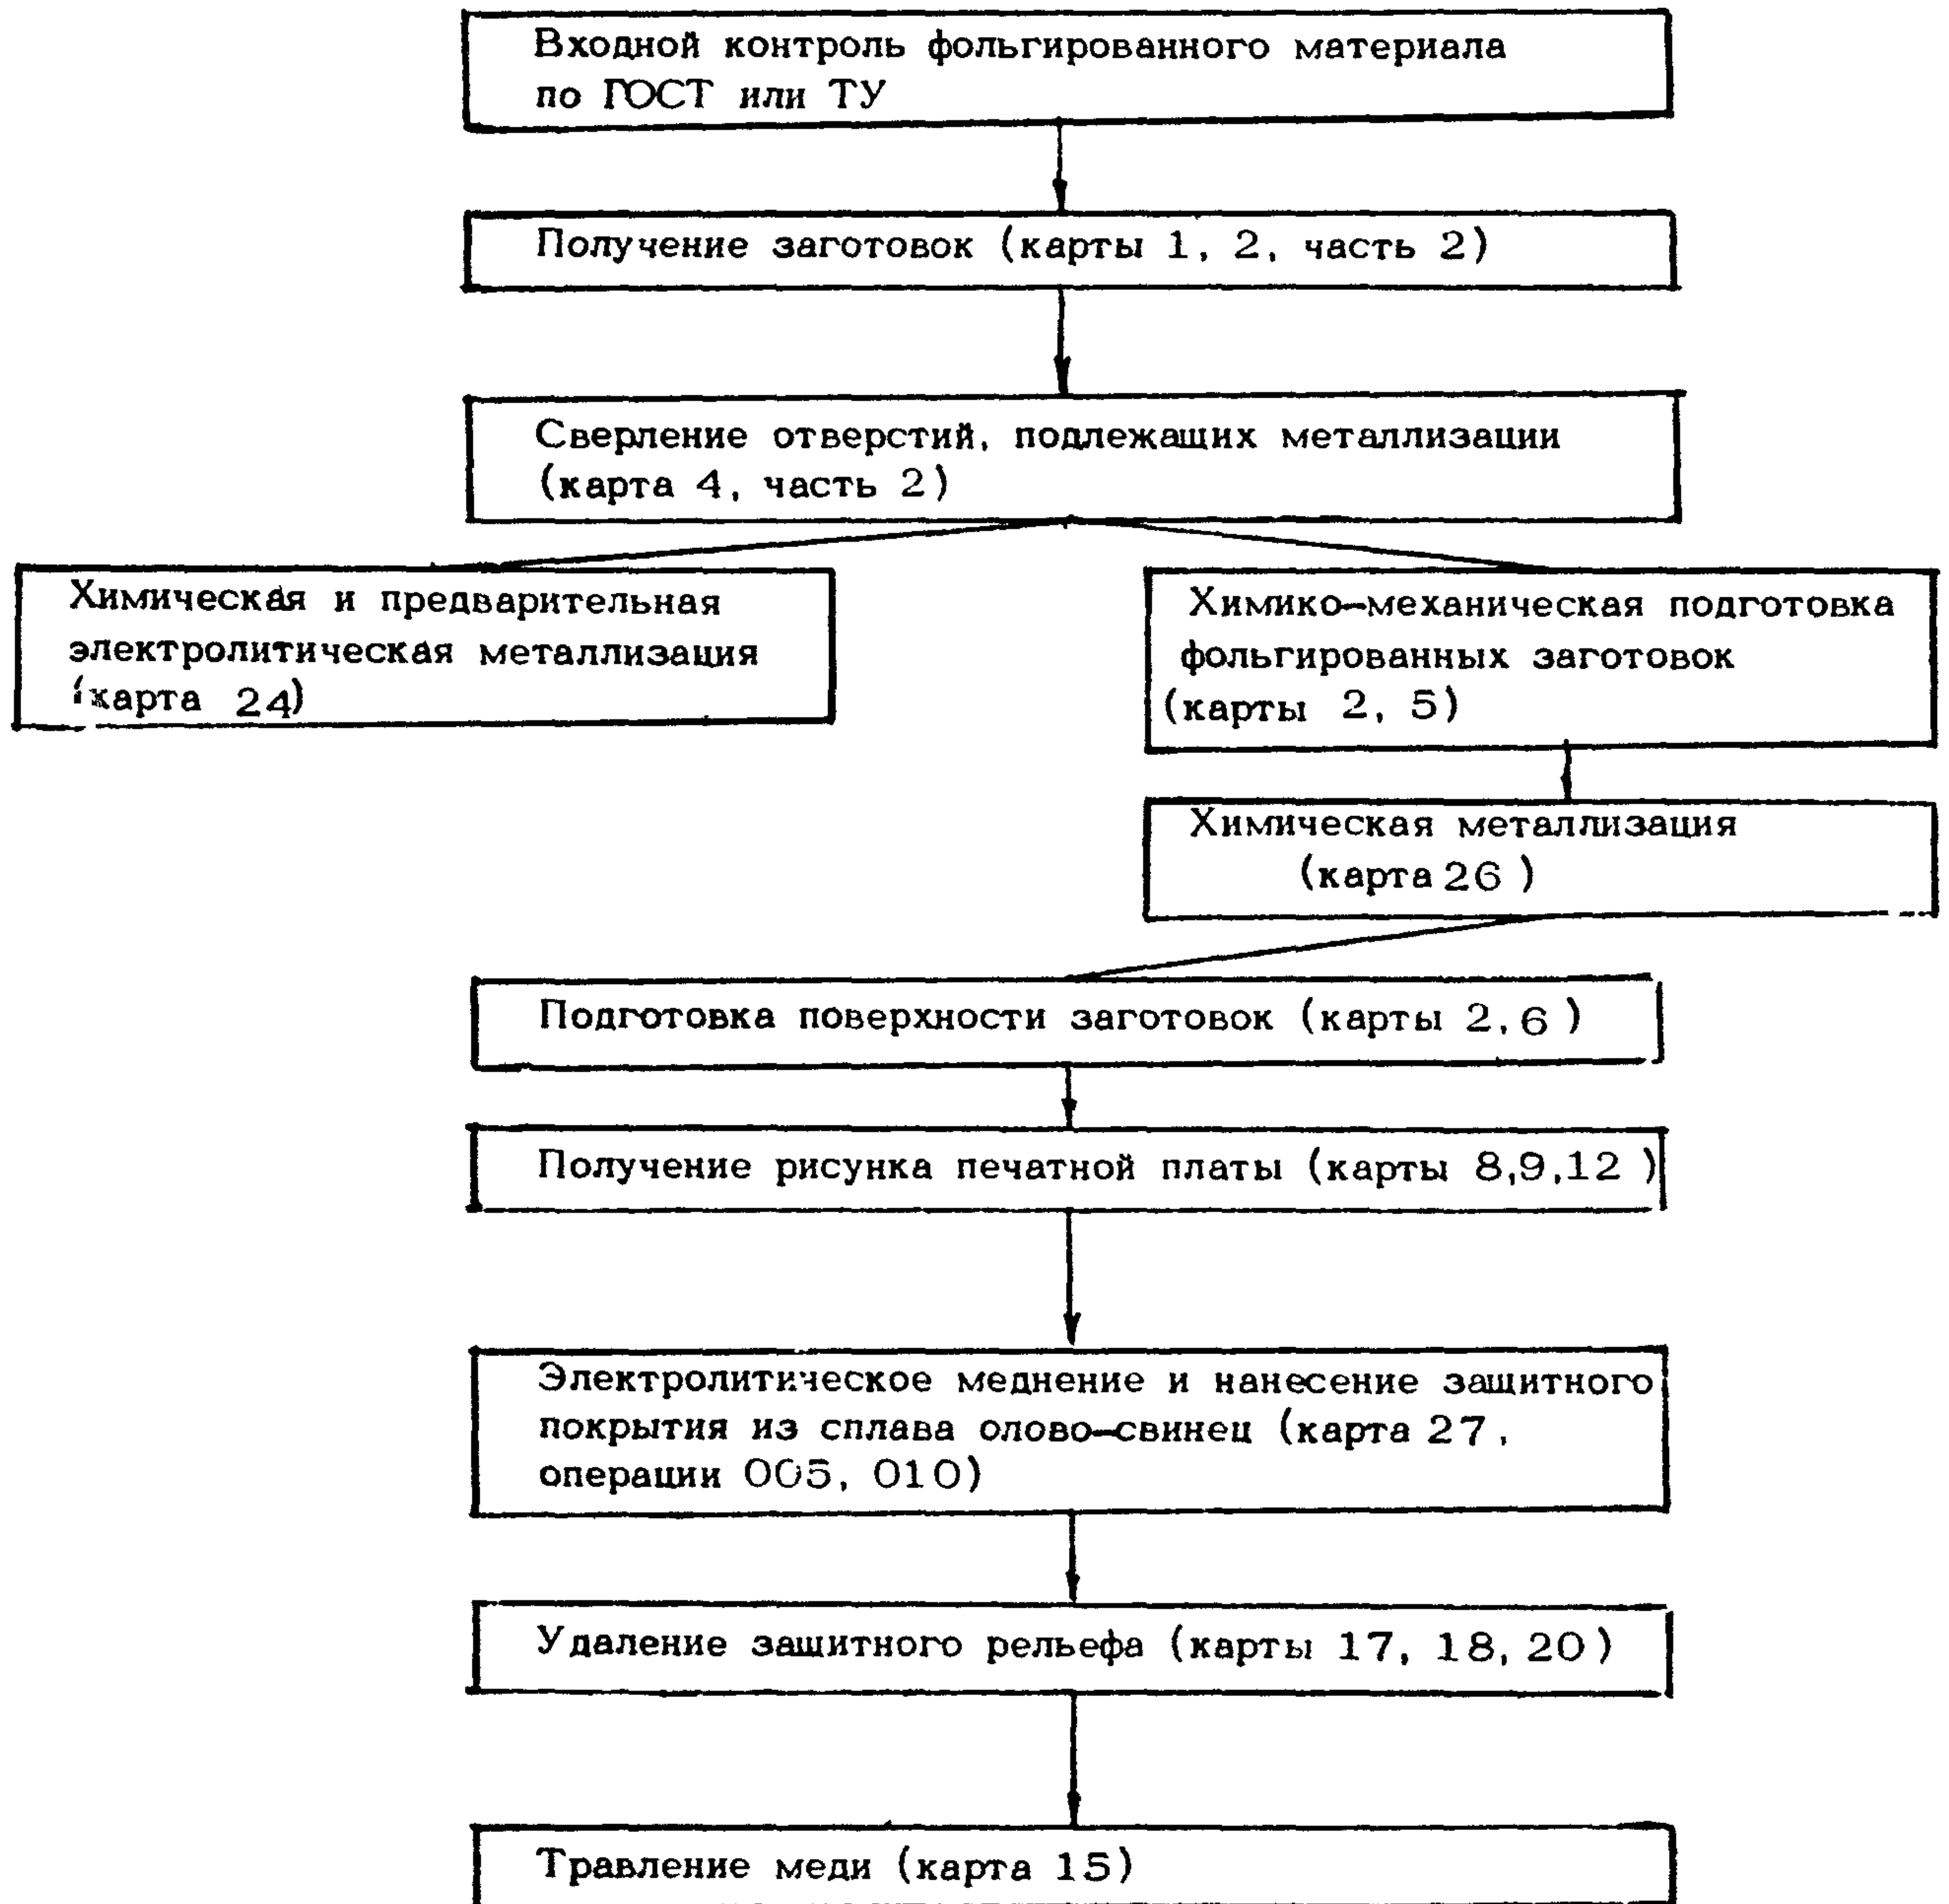 Входной контроль фольгированного материала
по ГОСТ или ТУ
Получение заготовок (карты 1, 2, часть 2)
Сверление отверстий, подлежащих металлизации
(карта 4, часть 2)
Химическая и предварительная
электролитическая металлизация
(карта 24)
Химико-механическая подготовка
фольгированных заготовок
(карты 2, 5)
Химическая металлизация
(карта 26 )
Подготовка поверхности заготовок (карты 2,6 )
Получение рисунка печатной платы (карты 8,9,12 )
Электролитическое меднение и нанесение защитного
покрытия из сплава олово-свинец (карта 27,
операции 005, 010)
Удаление защитного рельефа (карты 17, 18, 20)
Травление меди (карта 15)